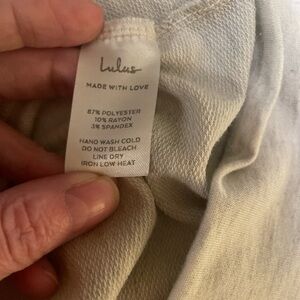 Lulus
MADE WITH LOVE
87% POLYESTER
10% RAYON
3% SPANDEX
HAND WASH COLD
DO NOT BLEACH
LINE DRY
IRON LOW HEAT